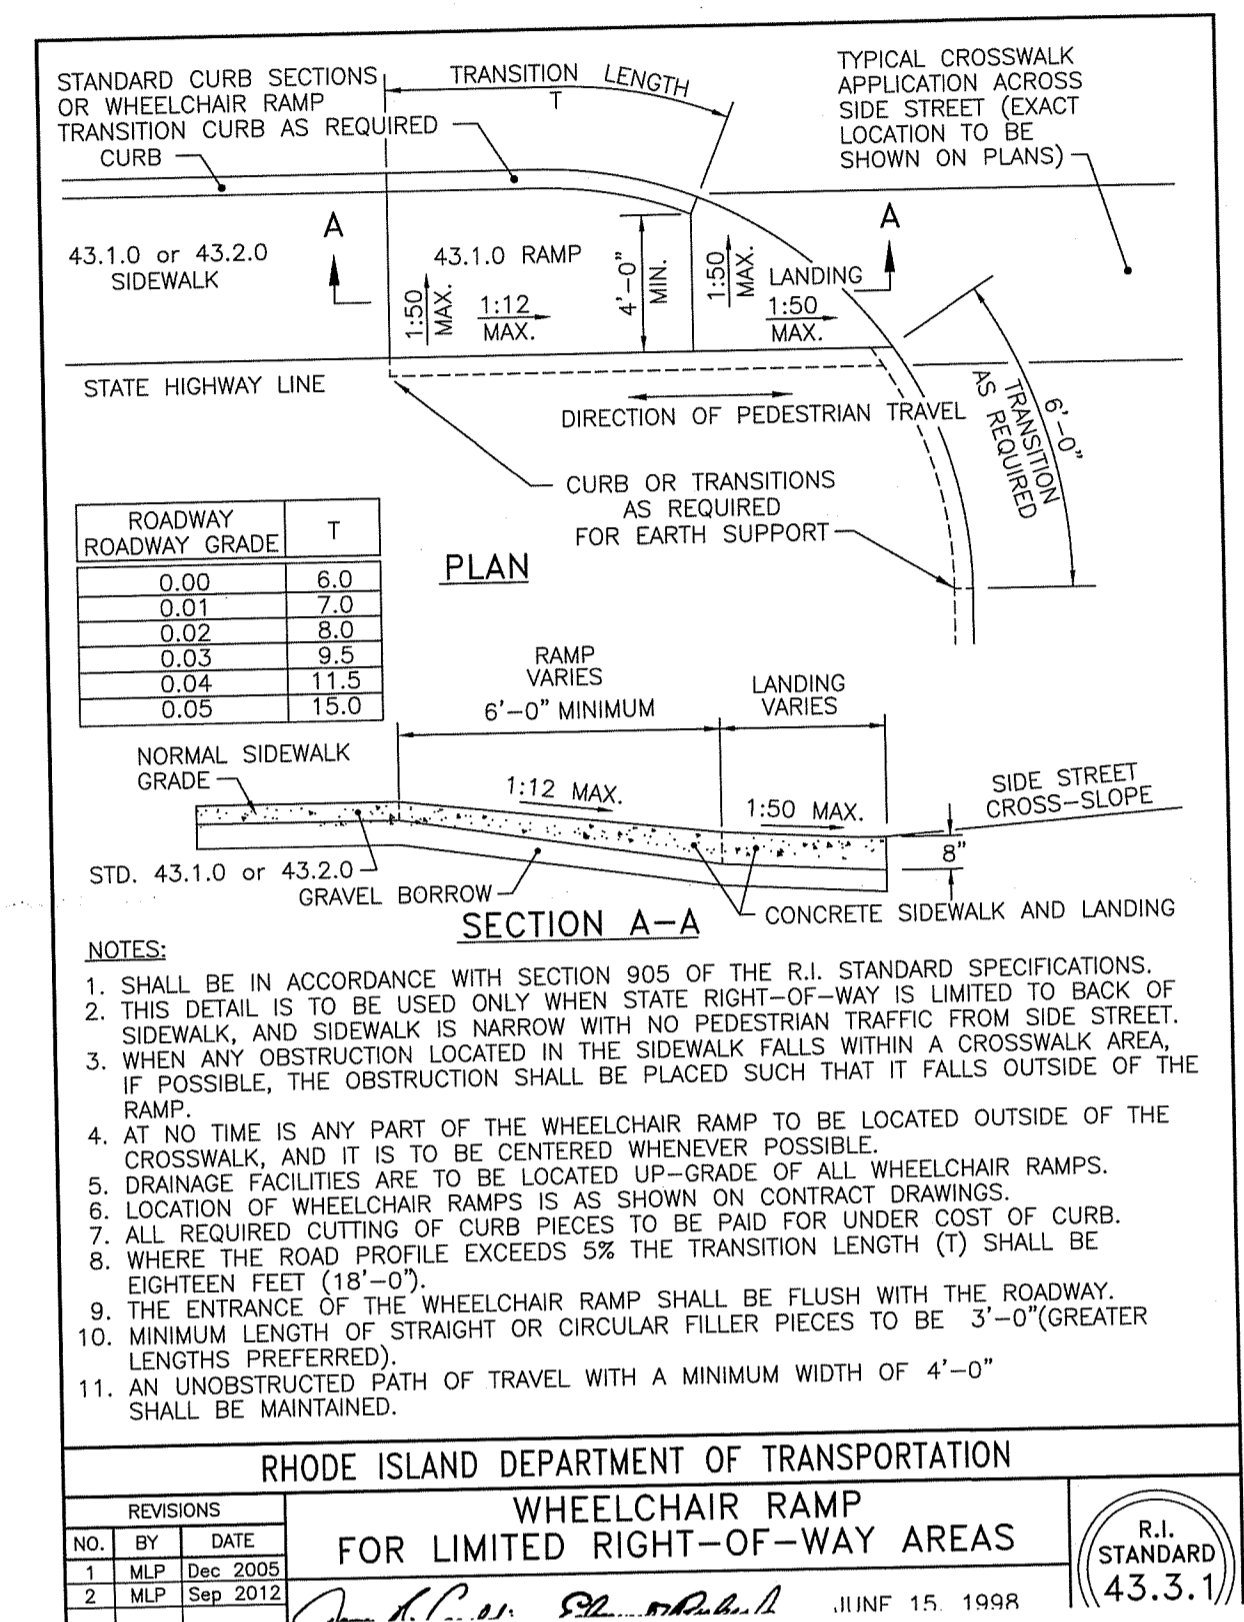 STANDARD CURB SECTIONS
OR WHEELCHAIR RAMP
TRANSITION CURB AS REQUIRED
CURB
TRANSITION LENGTH
T
TYPICAL CROSSWALK
APPLICATION ACROSS
SIDE STREET (EXACT
LOCATION TO BE
SHOWN ON PLANS)
A
A
43.1.0 or 43.2.0
SIDEWALK
43.1.0 RAMP
1:50
MAX.
1:12
MAX.
4'-0"
MIN.
1:50
MAX.
LANDING
1:50
MAX.
STATE HIGHWAY LINE
DIRECTION OF PEDESTRIAN TRAVEL
6'-0"
TRANSITION
AS REQUIRED
CURB OR TRANSITIONS
AS REQUIRED
FOR EARTH SUPPORT
PLAN
ROADWAY T
ROADWAY GRADE
0.00 6.0
0.01 7.0
0.02 8.0
0.03 9.5
0.04 11.5
0.05 15.0
RAMP
VARIES
6'-0" MINIMUM
LANDING
VARIES
NORMAL SIDEWALK
GRADE
1:12 MAX.
1:50 MAX.
SIDE STREET
CROSS-SLOPE
8"
STD. 43.1.0 or 43.2.0
GRAVEL BORROW
CONCRETE SIDEWALK AND LANDING
SECTION A-A
NOTES:
1. SHALL BE IN ACCORDANCE WITH SECTION 905 OF THE R.I. STANDARD SPECIFICATIONS.
2. THIS DETAIL IS TO BE USED ONLY WHEN STATE RIGHT-OF-WAY IS LIMITED TO BACK OF
SIDEWALK, AND SIDEWALK IS NARROW WITH NO PEDESTRIAN TRAFFIC FROM SIDE STREET.
3. WHEN ANY OBSTRUCTION LOCATED IN THE SIDEWALK FALLS WITHIN A CROSSWALK AREA,
IF POSSIBLE, THE OBSTRUCTION SHALL BE PLACED SUCH THAT IT FALLS OUTSIDE OF THE
RAMP.
4. AT NO TIME IS ANY PART OF THE WHEELCHAIR RAMP TO BE LOCATED OUTSIDE OF THE
CROSSWALK, AND IT IS TO BE CENTERED WHENEVER POSSIBLE.
5. DRAINAGE FACILITIES ARE TO BE LOCATED UP-GRADE OF ALL WHEELCHAIR RAMPS.
6. LOCATION OF WHEELCHAIR RAMPS IS AS SHOWN ON CONTRACT DRAWINGS.
7. ALL REQUIRED CUTTING OF CURB PIECES TO BE PAID FOR UNDER COST OF CURB.
8. WHERE THE ROAD PROFILE EXCEEDS 5% THE TRANSITION LENGTH (T) SHALL BE
EIGHTEEN FEET (18'-0").
9. THE ENTRANCE OF THE WHEELCHAIR RAMP SHALL BE FLUSH WITH THE ROADWAY.
10. MINIMUM LENGTH OF STRAIGHT OR CIRCULAR FILLER PIECES TO BE 3'-0"(GREATER
LENGTHS PREFERRED).
11. AN UNOBSTRUCTED PATH OF TRAVEL WITH A MINIMUM WIDTH OF 4'-0"
SHALL BE MAINTAINED.
RHODE ISLAND DEPARTMENT OF TRANSPORTATION
REVISIONS
NO. BY DATE
1 MLP Dec 2005
2 MLP Sep 2012
WHEELCHAIR RAMP
FOR LIMITED RIGHT-OF-WAY AREAS
JUNE 15, 1998
R.I.
STANDARD
43.3.1